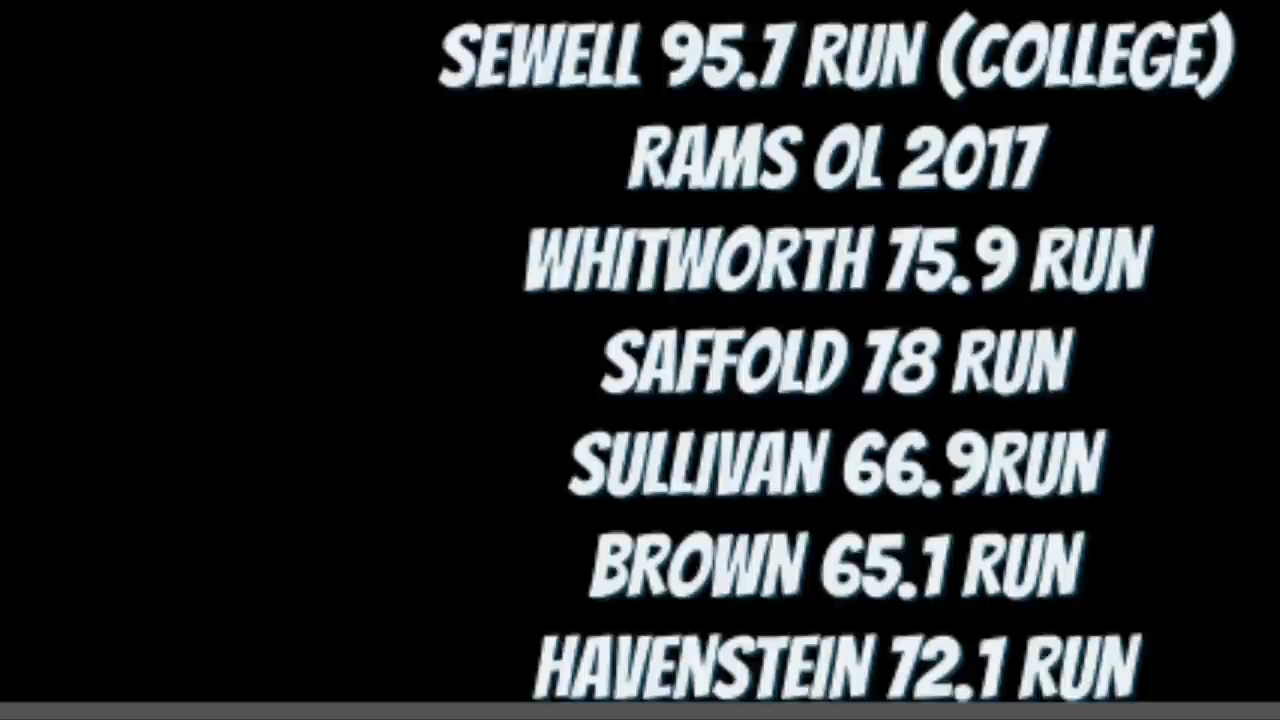 SEWELL 95.7 RUN (COLLEGE)
RAMS OL 2017
WHITWORTH 75.9 RUN
SAFFOLD 78 RUN
SULLIVAN 66.9RUN
BROWN 65.1 RUN
HAVENSTEIN 72.1 RUN